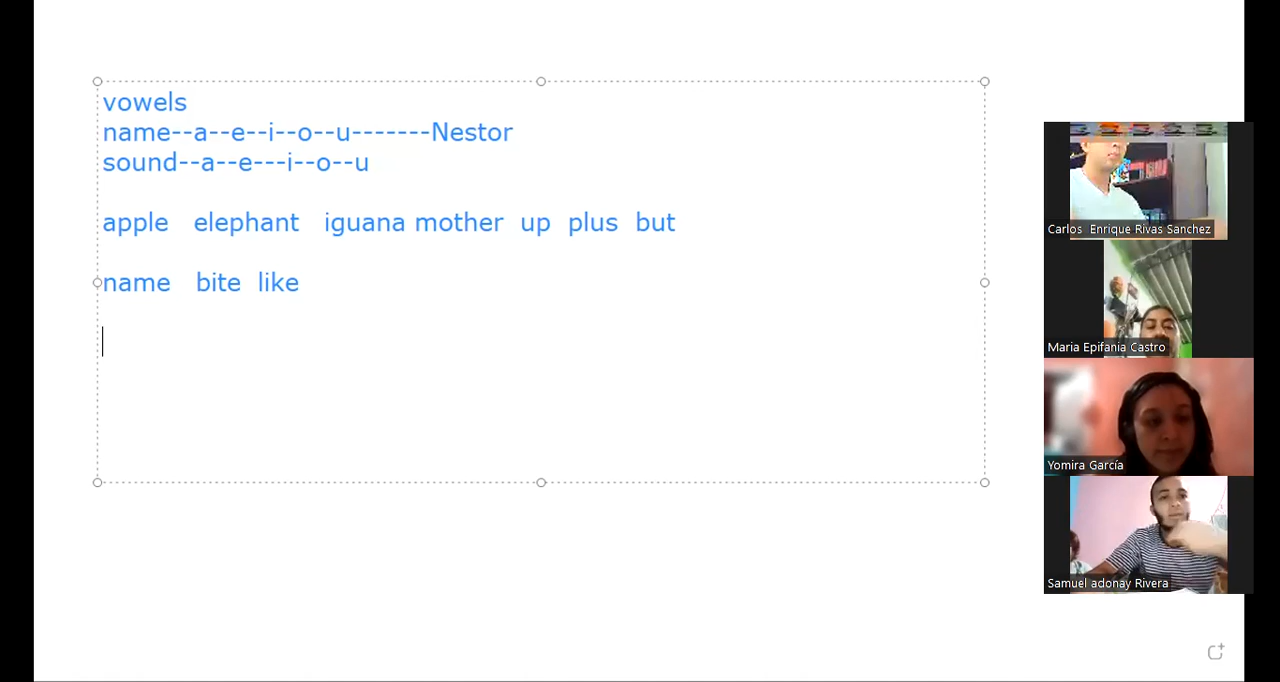 vowels
name--a--e--i--o--u-------Nestor
sound--a--e---i--o--u
apple elephant iguana mother up plus but
name bite like
Carlos Enrique Rivas Sanchez
Maria Epifania Castro
Yomira García
Samuel adonay Rivera